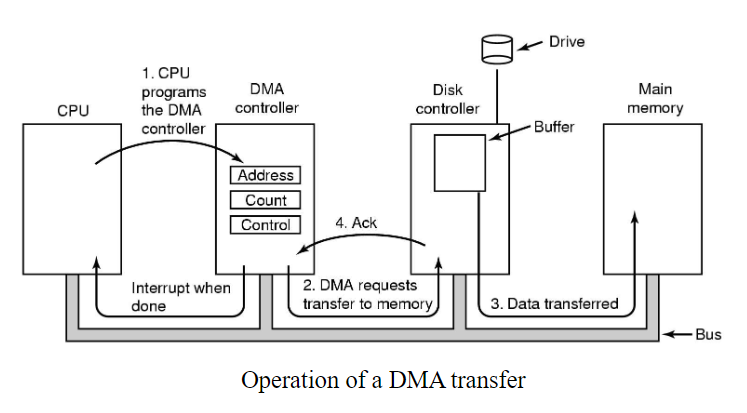 Drive
1. CPU
programs
the DMA
controller
CPU
DMA
controller
Disk
controller
Main
memory
Buffer
Address
Count
Control
4. Ack
Interrupt when
done
2. DMA requests
transfer to memory
3. Data transferred
Bus
Operation of a DMA transfer